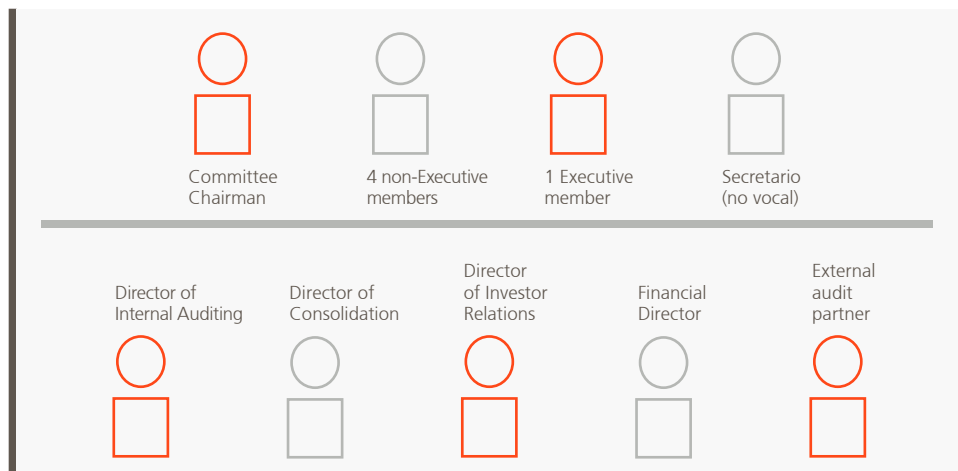 Committee
Chairman
4 non-Executive
members
1 Executive
member
Secretario
(no vocal)
Director of
Internal Auditing
Director of
Consolidation
Director
of Investor
Relations
Financial
Director
External
audit
partner